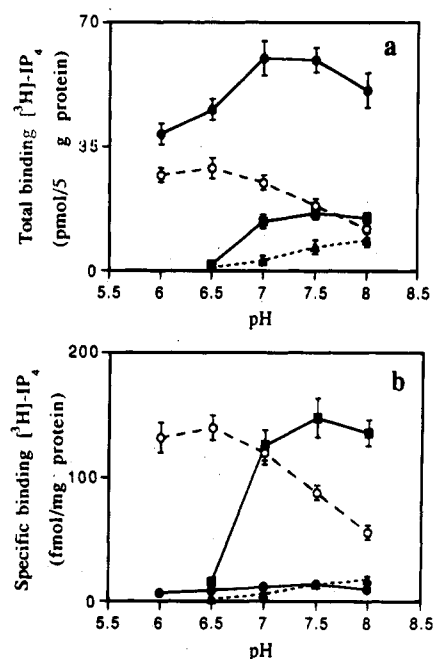 a
Total binding [³H]-IP₄
(pmol/5 g protein)
70
35
0
5.5 6 6.5 7 7.5 8 8.5
pH
b
Specific binding [³H]-IP₄
(fmol/mg protein)
200
100
0
5.5 6 6.5 7 7.5 8 8.5
pH